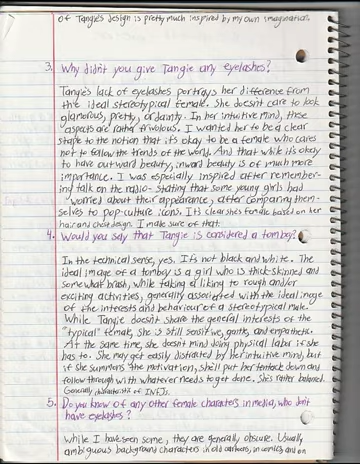 of Tangie's design is pretty much inspired by my own imagination.
3. Why didn't you give Tangie any eyelashes?
Tangie's lack of eyelashes portrays her difference from
the ideal stereotypical female. She doesn't care to look
glamorous, pretty, or dainty. In her intuitive mind, these
aspects are rather frivolous. I wanted her to be a clear
to the notion that it's okay to be a female who cares
not to follow the trends of the world. And that while it's okay
to have outward beauty, inward beauty is of much more
importance. I was especially inspired after remember-
ing talk on the radio- stating that some young girls had
worried about their appearance, after comparing them-
selves to pop-culture icons. It's clear she's female based on her
hair and dress design. I make sure of that.
4. Would you say that Tangie is considered a tomboy?
In the technical sense, yes. It's not black and white. The
ideal image of a tomboy is a girl who is thick-skinned and
somewhat brash, while taking a liking to rough and/or
exciting activities, generally associated with the ideal image
of the interests and behaviour of a stereotypical male.
While Tangie doesn't share the general interests of the
"typical" female, she is still sensitive, gentle, and empathetic.
At the same time, she doesn't mind doing physical labor if she
has to. She may get easily distracted by her intuitive mind, but
if she summons the motivation, she'll put her tentacle down and
follow through with whatever needs to get done. She's rather balanced.
General characteristic of INFJs.
5. Do you know of any other female characters in media, who don't
have eyelashes?
While I have seen some, they are generally obscure. Usually
ambiguous background characters in old cartoons, in comics and on